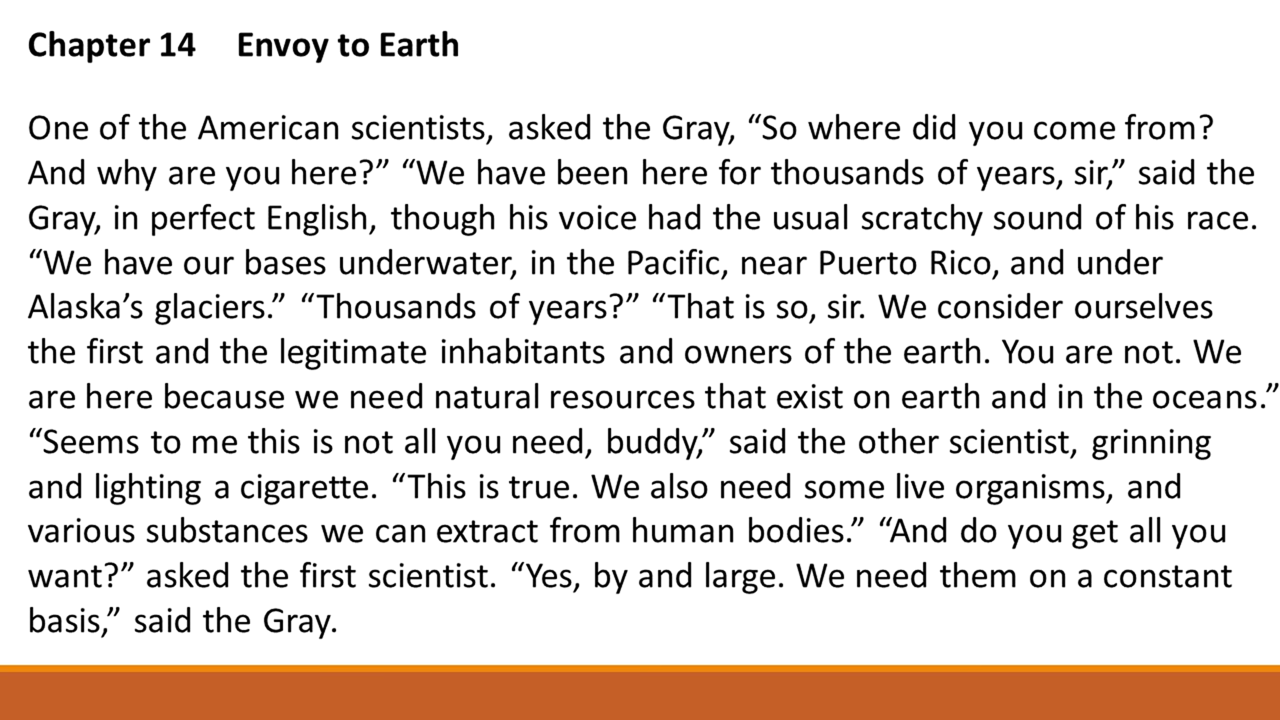 Chapter 14 Envoy to Earth
One of the American scientists, asked the Gray, “So where did you come from?
And why are you here?” “We have been here for thousands of years, sir,” said the
Gray, in perfect English, though his voice had the usual scratchy sound of his race.
“We have our bases underwater, in the Pacific, near Puerto Rico, and under
Alaska’s glaciers.” “Thousands of years?” “That is so, sir. We consider ourselves
the first and the legitimate inhabitants and owners of the earth. You are not. We
are here because we need natural resources that exist on earth and in the oceans.”
“Seems to me this is not all you need, buddy,” said the other scientist, grinning
and lighting a cigarette. “This is true. We also need some live organisms, and
various substances we can extract from human bodies.” “And do you get all you
want?” asked the first scientist. “Yes, by and large. We need them on a constant
basis,” said the Gray.